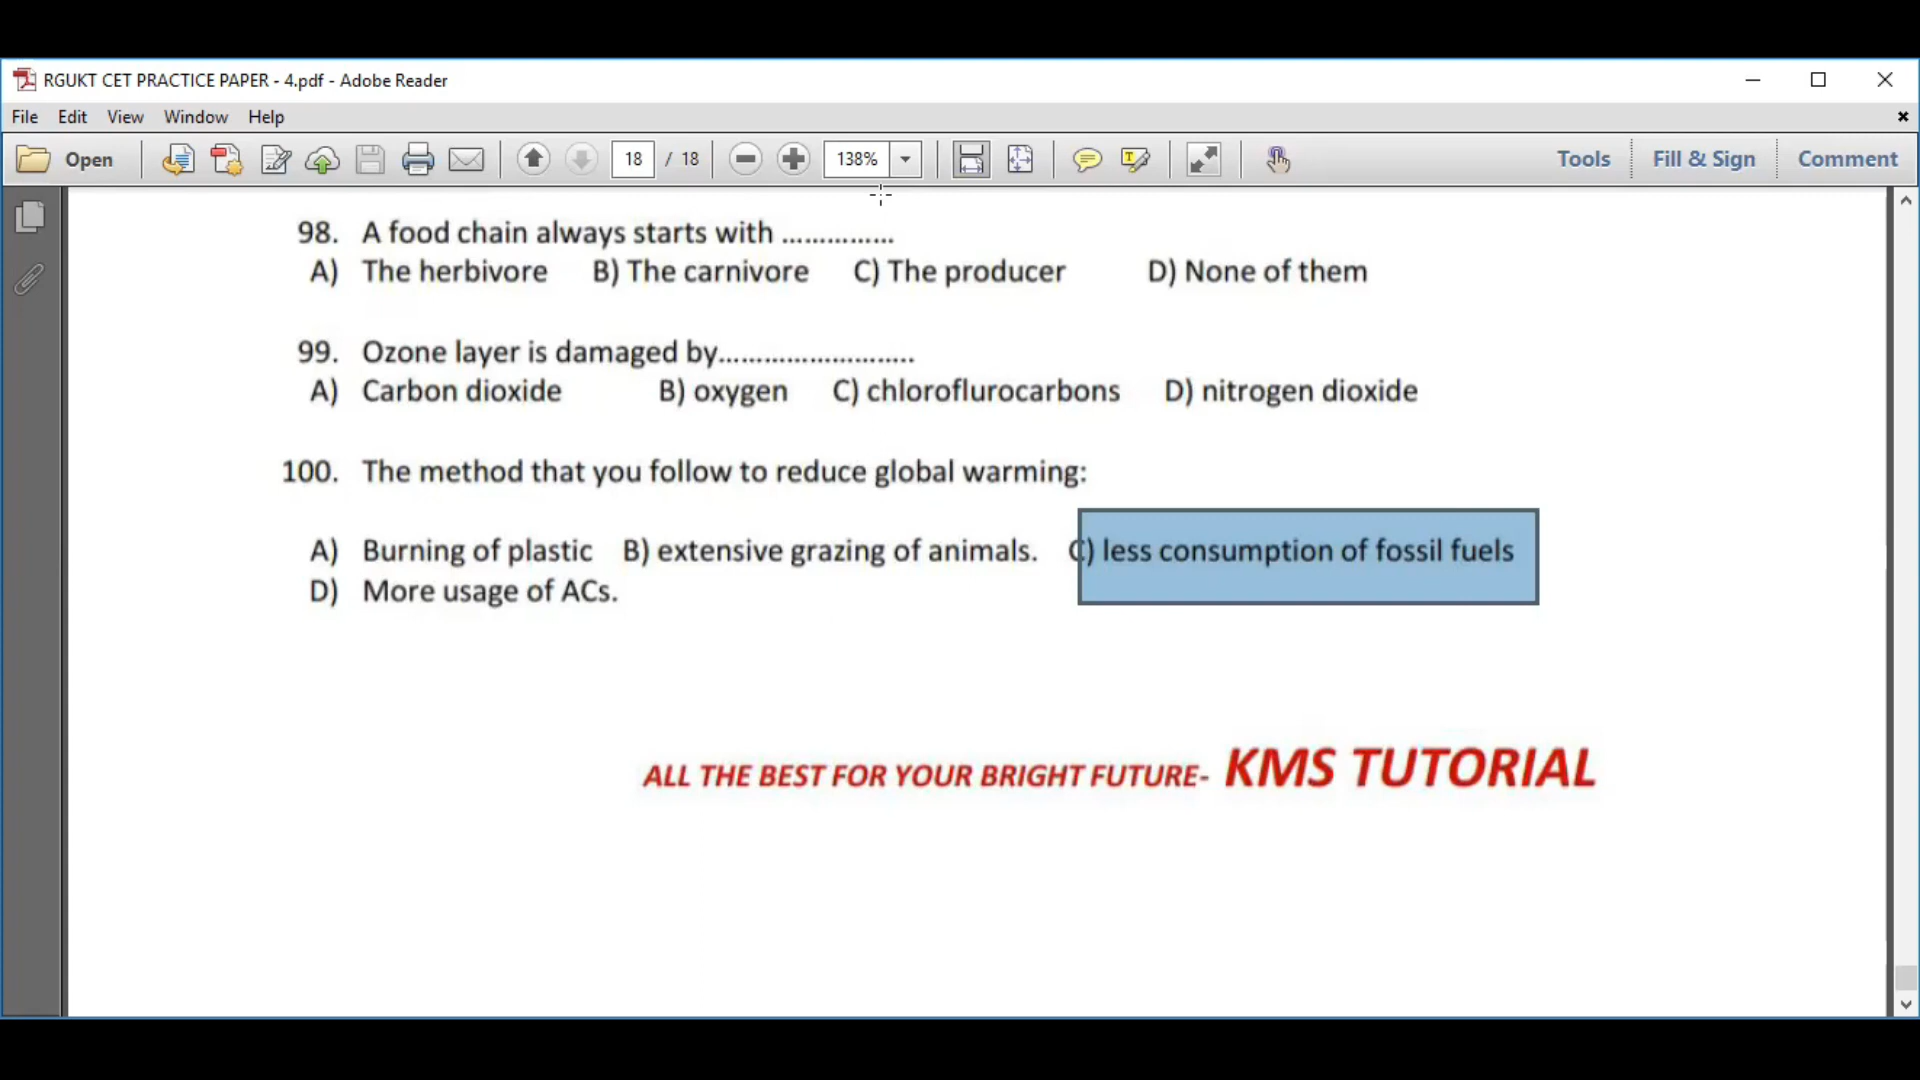 RGUKT CET PRACTICE PAPER - 4.pdf - Adobe Reader
File Edit View Window Help
Open 18 / 18 138% Tools Fill & Sign Comment
98. A food chain always starts with ……………
A) The herbivore B) The carnivore C) The producer D) None of them
99. Ozone layer is damaged by……………………..
A) Carbon dioxide B) oxygen C) chloroflurocarbons D) nitrogen dioxide
100. The method that you follow to reduce global warming:
A) Burning of plastic B) extensive grazing of animals. C) less consumption of fossil fuels
D) More usage of ACs.
ALL THE BEST FOR YOUR BRIGHT FUTURE- KMS TUTORIAL